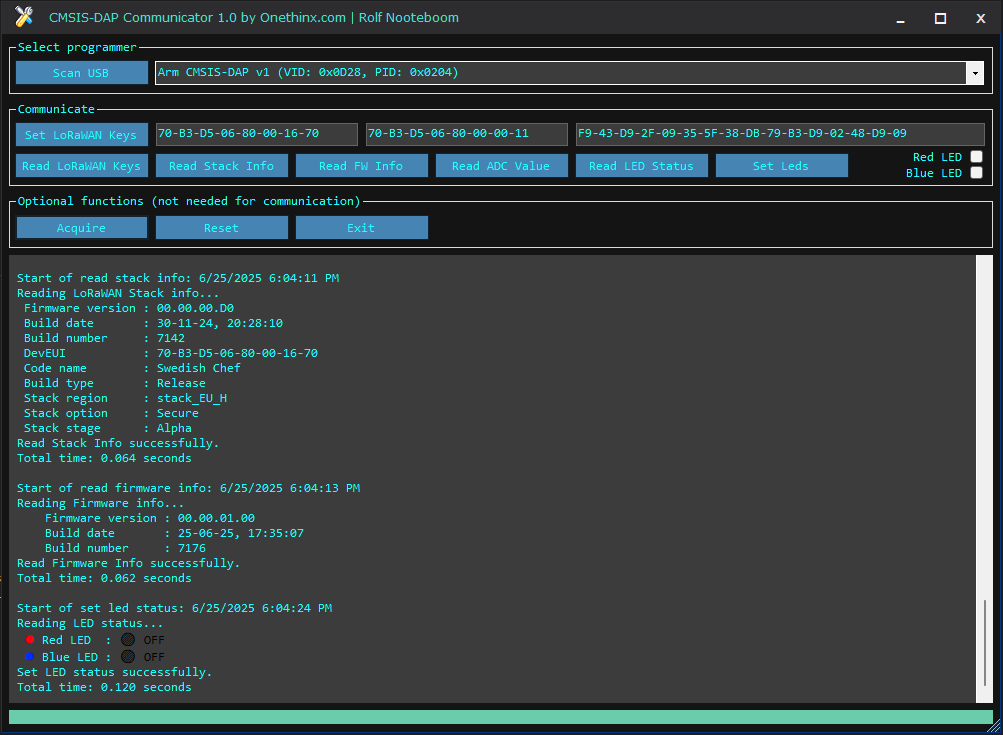 CMSIS-DAP Communicator 1.0 by Onethinx.com | Rolf Nooteboom
Select programmer
Scan USB
Arm CMSIS-DAP v1 (VID: 0x0D28, PID: 0x0204)
Communicate
Set LoRaWAN Keys
70-B3-D5-06-80-00-16-70
70-B3-D5-06-80-00-00-11
F9-43-D9-2F-09-35-5F-38-DB-79-B3-D9-02-48-D9-09
Read LoRaWAN Keys
Read Stack Info
Read FW Info
Read ADC Value
Read LED Status
Set Leds
Red LED
Blue LED
Optional functions (not needed for communication)
Acquire
Reset
Exit
Start of read stack info: 6/25/2025 6:04:11 PM
Reading LoRaWAN Stack info...
Firmware version : 00.00.00.D0
Build date : 30-11-24, 20:28:10
Build number : 7142
DevEUI : 70-B3-D5-06-80-00-16-70
Code name : Swedish Chef
Build type : Release
Stack region : stack_EU_H
Stack option : Secure
Stack stage : Alpha
Read Stack Info successfully.
Total time: 0.064 seconds
Start of read firmware info: 6/25/2025 6:04:13 PM
Reading Firmware info...
Firmware version : 00.00.01.00
Build date : 25-06-25, 17:35:07
Build number : 7176
Read Firmware Info successfully.
Total time: 0.062 seconds
Start of set led status: 6/25/2025 6:04:24 PM
Reading LED status...
Red LED : OFF
Blue LED : OFF
Set LED status successfully.
Total time: 0.120 seconds